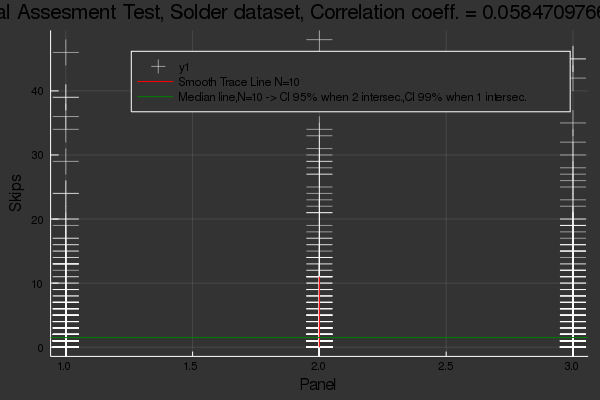 al Assesment Test, Solder dataset, Correlation coeff. = 0.0584709766
y1
Smooth Trace Line N=10
Median line,N=10 -> CI 95% when 2 intersec.,CI 99% when 1 intersec.
40
30
20
10
0
Skips
1.0 1.5 2.0 2.5 3.0
Panel